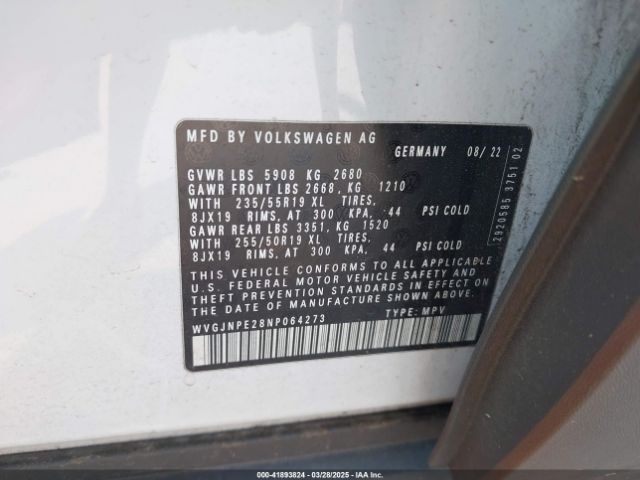 MFD BY VOLKSWAGEN AG
GERMANY 08/ 22
GVWR LBS 5908 KG 2680
GAWR FRONT LBS 2668, KG 1210
WITH 235/55R19 XL TIRES,
8JX19 RIMS, AT 300 KPA, 44 PSI COLD
GAWR REAR LBS 3351, KG 1520
WITH 255/50R19 XL TIRES,
8JX19 RIMS, AT 300 KPA, 44 PSI COLD
THIS VEHICLE CONFORMS TO ALL APPLICABLE
U.S. FEDERAL MOTOR VEHICLE SAFETY AND
THEFT PREVENTION STANDARDS IN EFFECT ON
THE DATE OF MANUFACTURE SHOWN ABOVE.
WVGJNPE28NP064273 TYPE: MPV
2920585 3751 02
000-41893824 | 03/28/2025 - IAA, Inc.